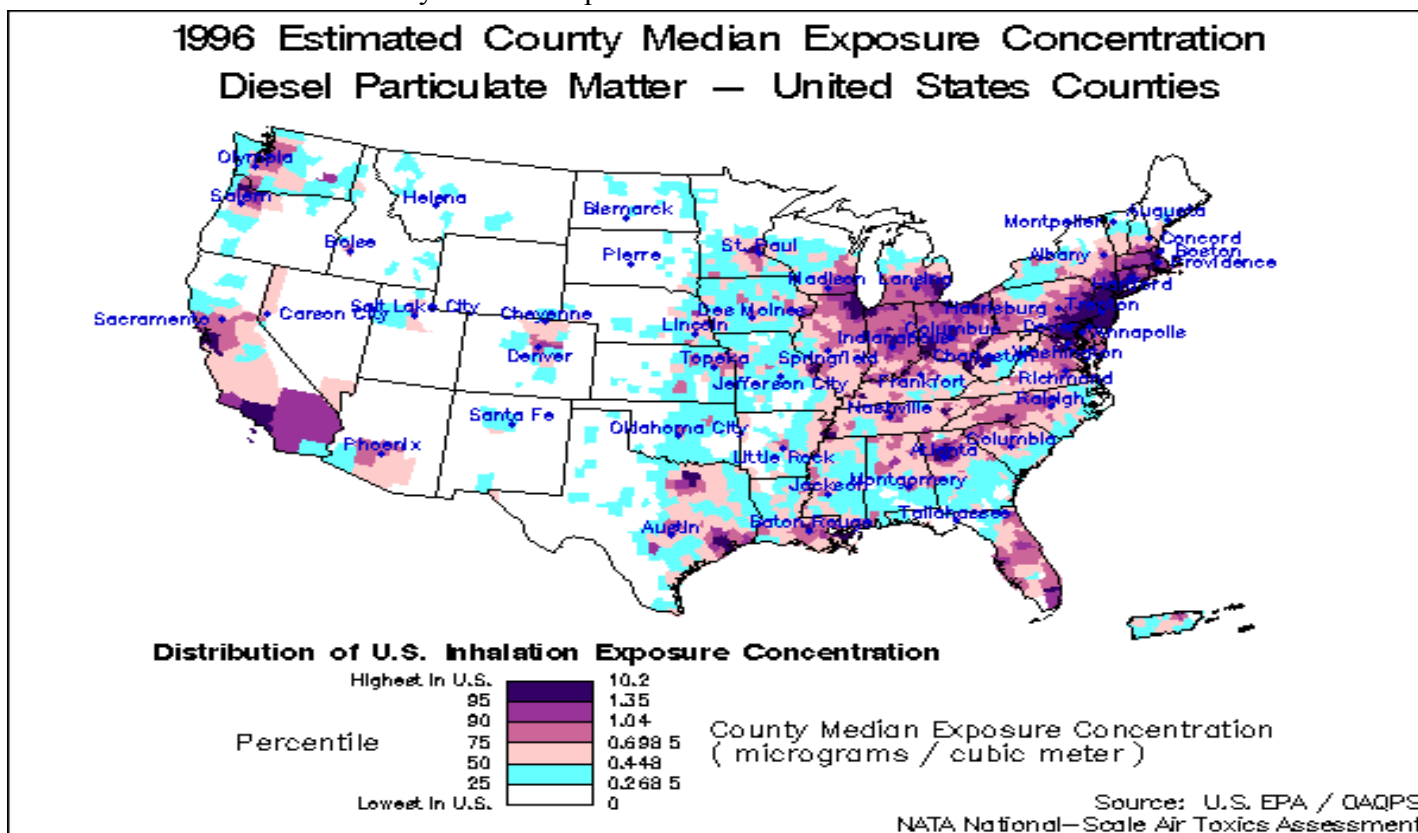 1996 Estimated County Median Exposure Concentration
Diesel Particulate Matter — United States Counties
Olympia
Salem
Helena
Boise
Bismarck
Pierre
St. Paul
Montpelier
Augusta
Concord
Boston
Albany
Providence
Hartford
Madison
Lansing
Sacramento
Carson City
Salt Lake City
Cheyenne
Denver
Lincoln
Des Moines
Harrisburg
Trenton
Columbus
Annapolis
Indianapolis
Springfield
Charleston
Washington
Topeka
Jefferson City
Frankfort
Richmond
Raleigh
Nashville
Santa Fe
Phoenix
Oklahoma City
Little Rock
Columbia
Atlanta
Jackson
Montgomery
Austin
Baton Rouge
Tallahassee
Distribution of U.S. Inhalation Exposure Concentration
Highest In U.S. 10.2
95 1.35
90 1.04
75 0.6985
50 0.448
25 0.2685
Lowest In U.S. 0
Percentile
County Median Exposure Concentration
( micrograms / cubic meter )
Source: U.S. EPA / OAQPS
NATA National-Scale Air Toxics Assessment